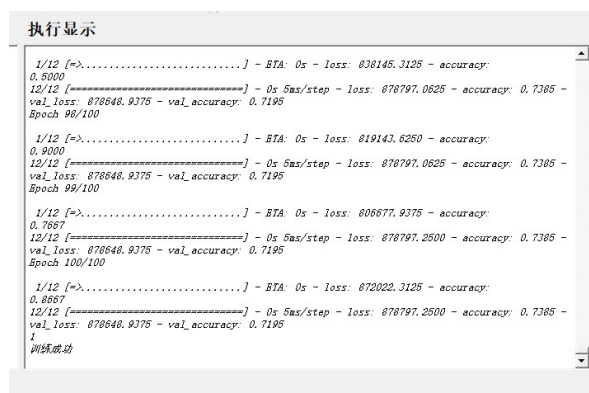 执行显示
1/12 [=>............................] - ETA: 0s - loss: 838145.3125 - accuracy:
0.5000
12/12 [==============================] - 0s 5ms/step - loss: 878797.0625 - accuracy: 0.7385 -
val_loss: 878648.9375 - val_accuracy: 0.7195
Epoch 98/100
1/12 [=>............................] - ETA: 0s - loss: 819143.6250 - accuracy:
0.9000
12/12 [==============================] - 0s 5ms/step - loss: 878797.0625 - accuracy: 0.7385 -
val_loss: 878648.9375 - val_accuracy: 0.7195
Epoch 99/100
1/12 [=>............................] - ETA: 0s - loss: 806677.9375 - accuracy:
0.7667
12/12 [==============================] - 0s 5ms/step - loss: 878797.2500 - accuracy: 0.7385 -
val_loss: 878648.9375 - val_accuracy: 0.7195
Epoch 100/100
1/12 [=>............................] - ETA: 0s - loss: 872022.3125 - accuracy:
0.8667
12/12 [==============================] - 0s 5ms/step - loss: 878797.2500 - accuracy: 0.7385 -
val_loss: 878648.9375 - val_accuracy: 0.7195
1
训练成功